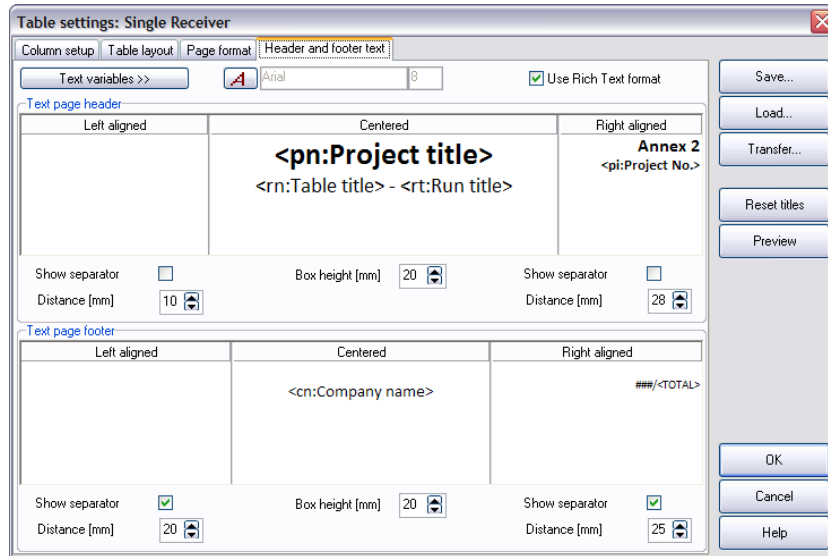 Table settings: Single Receiver
Column setup Table layout Page format Header and footer text
Text variables >> A Arial 8 Use Rich Text format
Save...
Load...
Transfer...
Reset titles
Preview
Text page header
Left aligned Centered Right aligned
<pn:Project title>
<rn:Table title> - <rt:Run title>
Annex 2
<pi:Project No.>
Show separator Box height [mm] 20 Show separator
Distance [mm] 10 Distance [mm] 28
Text page footer
Left aligned Centered Right aligned
<cn:Company name>
###/<TOTAL>
Show separator Box height [mm] 20 Show separator
Distance [mm] 20 Distance [mm] 25
OK
Cancel
Help